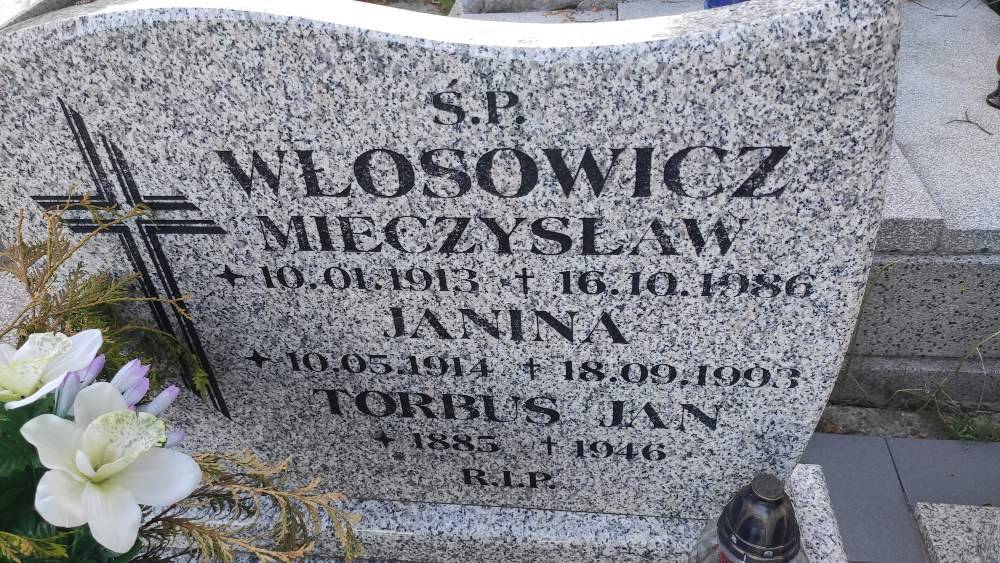 Ś.P.
WŁOSOWICZ
MIECZYSŁAW
✦ 10.01.1913 ✝ 16.10.1986
JANINA
✦ 10.05.1914 ✝ 18.09.1993
TORBUS JAN
✦ 1885 ✝ 1946
R.I.P.